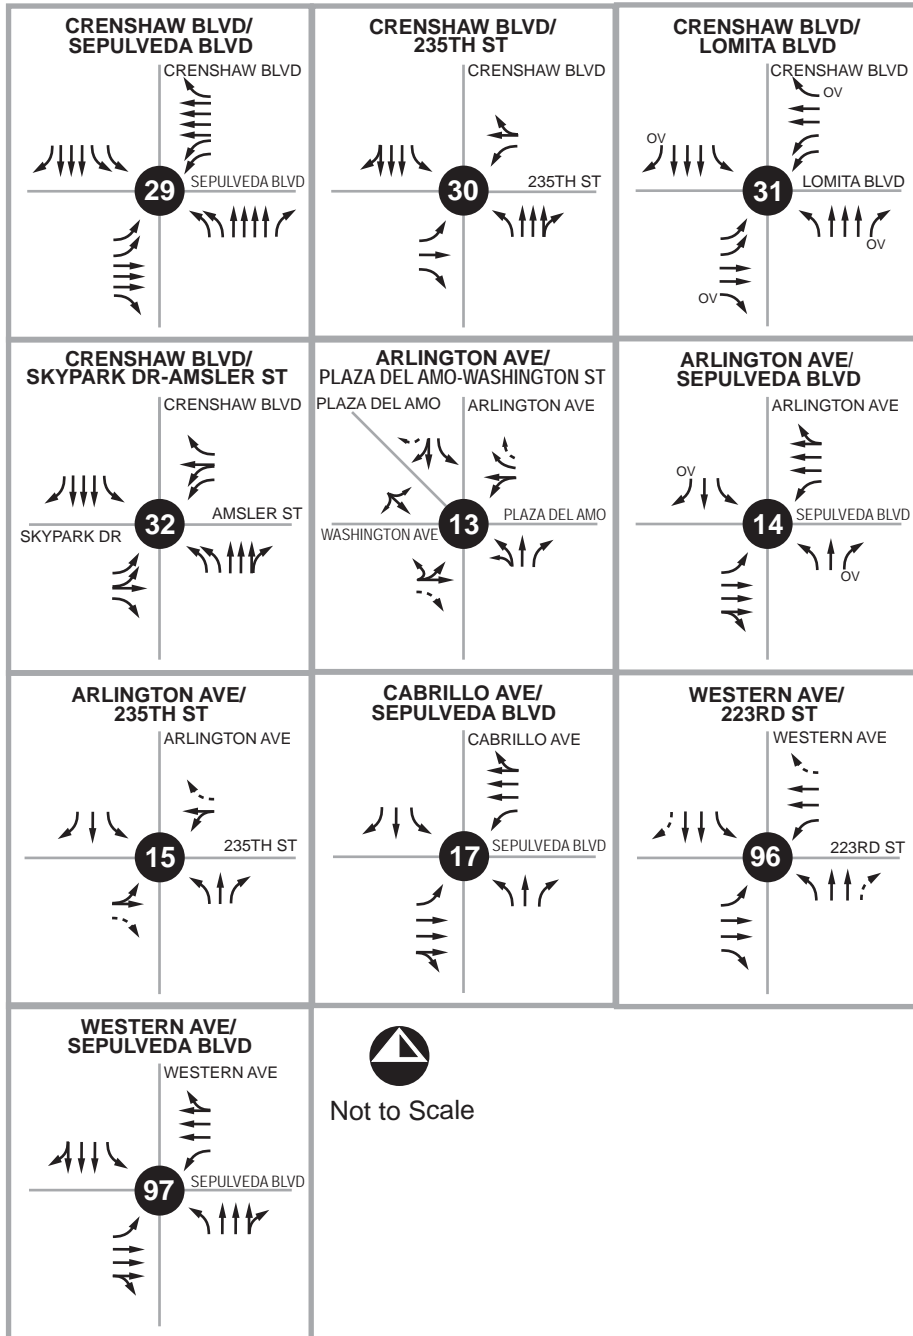 CRENSHAW BLVD/
SEPULVEDA BLVD
CRENSHAW BLVD
29
SEPULVEDA BLVD
CRENSHAW BLVD/
235TH ST
CRENSHAW BLVD
30
235TH ST
CRENSHAW BLVD/
LOMITA BLVD
CRENSHAW BLVD
OV
OV
31
LOMITA BLVD
OV
OV
CRENSHAW BLVD/
SKYPARK DR-AMSLER ST
CRENSHAW BLVD
32
AMSLER ST
SKYPARK DR
ARLINGTON AVE/
PLAZA DEL AMO-WASHINGTON ST
PLAZA DEL AMO
ARLINGTON AVE
13
PLAZA DEL AMO
WASHINGTON AVE
ARLINGTON AVE/
SEPULVEDA BLVD
ARLINGTON AVE
OV
14
SEPULVEDA BLVD
OV
ARLINGTON AVE/
235TH ST
ARLINGTON AVE
15
235TH ST
CABRILLO AVE/
SEPULVEDA BLVD
CABRILLO AVE
17
SEPULVEDA BLVD
WESTERN AVE/
223RD ST
WESTERN AVE
96
223RD ST
WESTERN AVE/
SEPULVEDA BLVD
WESTERN AVE
97
SEPULVEDA BLVD
Not to Scale